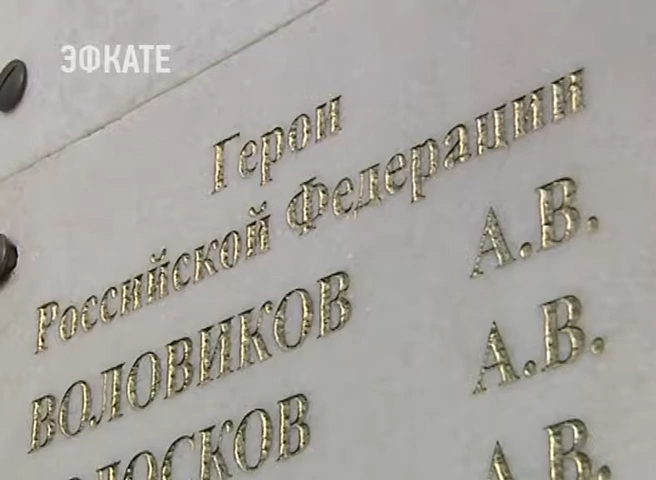 ЭФКАТЕ
Герои
Российской Федерации
ВОЛОВИКОВ А.В.
А.В.
А.В.